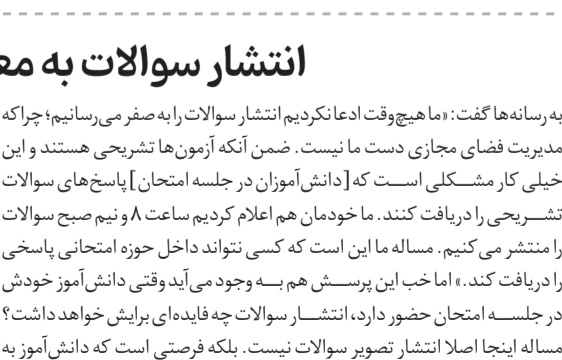 انتشار سوالات به
به رسانه‌ها گفت: «ما هیچ‌وقت ادعا نکردیم انتشار سوالات را به صفر می‌رسانیم؛ چراکه
مدیریت فضای مجازی دست ما نیست. ضمن آنکه آزمون‌ها تشریحی هستند و این
خیلی کار مشکلی است که [دانش‌آموزان در جلسه امتحان] پاسخ‌های سوالات
تشریحی را دریافت کنند. ما خودمان هم اعلام کردیم ساعت ۸ و نیم صبح سوالات
را منتشر می کنیم. مساله ما این است که کسی نتواند داخل حوزه امتحانی پاسخی
را دریافت کند.» اما خب این پرسش هم به وجود می‌آید وقتی دانش‌آموز خودش
در جلسه امتحان حضور دارد، انتشار سوالات چه فایده‌ای برایش خواهد داشت؟
مساله اینجا اصلا انتشار تصویر سوالات نیست. بلکه فرصتی است که دانش‌آموز به